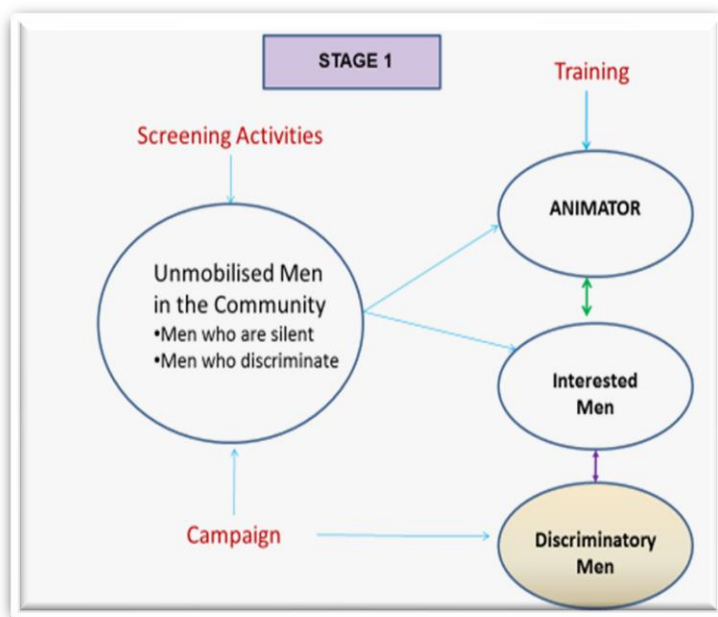 STAGE 1
Training
Screening Activities
ANIMATOR
Unmobilised Men
in the Community
•Men who are silent
•Men who discriminate
Interested
Men
Campaign
Discriminatory
Men